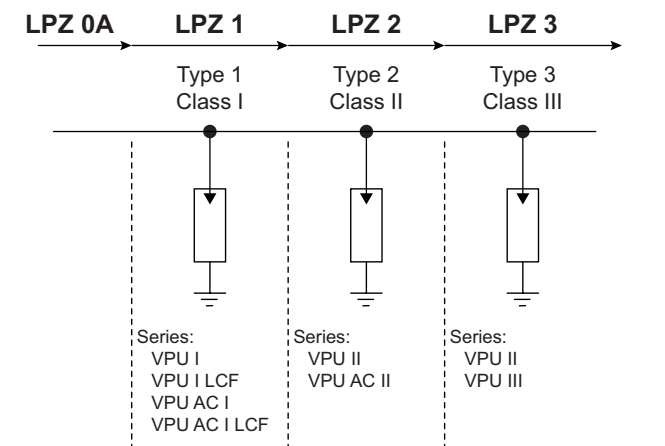 LPZ 0A LPZ 1 LPZ 2 LPZ 3
Type 1 Type 2 Type 3
Class I Class II Class III
Series: Series: Series:
VPU I VPU II VPU II
VPU I LCF VPU AC II VPU III
VPU AC I
VPU AC I LCF